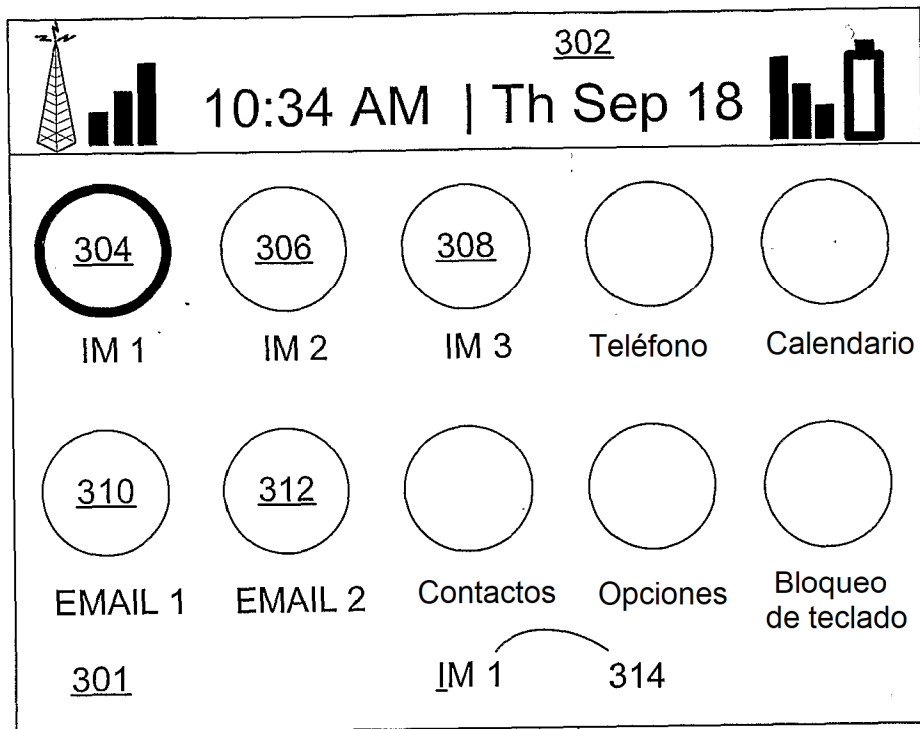 302
10:34 AM | Th Sep 18
304 306 308
IM 1 IM 2 IM 3 Teléfono Calendario
310 312
EMAIL 1 EMAIL 2 Contactos Opciones Bloqueo
de teclado
301 IM 1 314